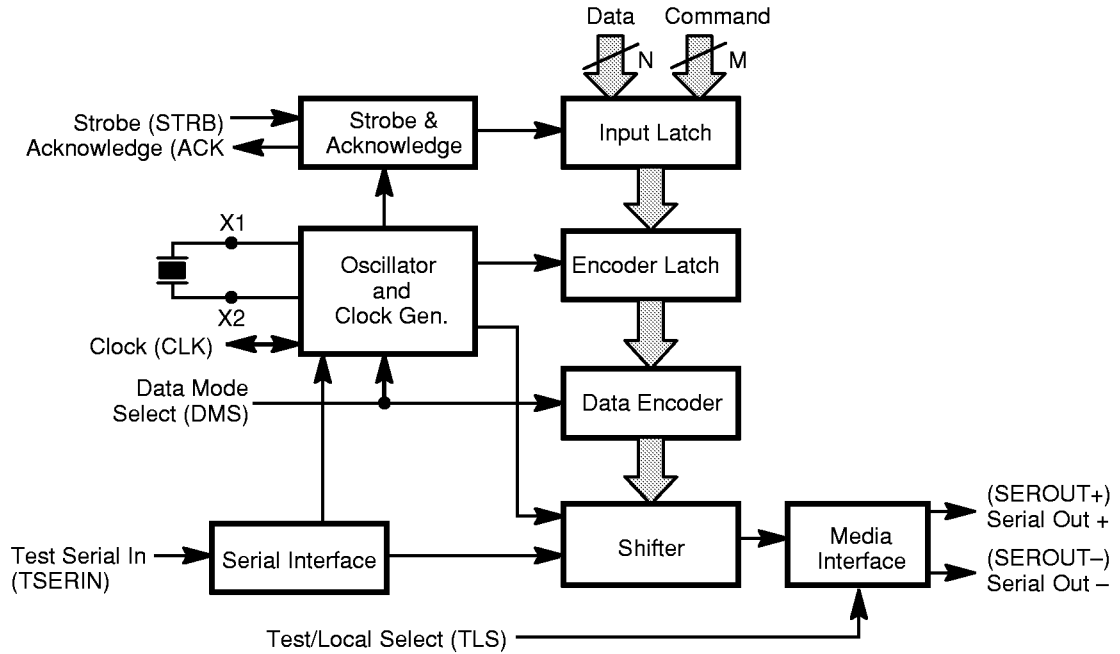 Data Command
N M
Strobe (STRB)
Acknowledge (ACK
Strobe &
Acknowledge
Input Latch
X1
X2
Oscillator
and
Clock Gen.
Encoder Latch
Clock (CLK)
Data Mode
Select (DMS)
Data Encoder
Test Serial In
(TSERIN)
Serial Interface
Shifter
Media
Interface
(SEROUT+)
Serial Out +
(SEROUT–)
Serial Out –
Test/Local Select (TLS)